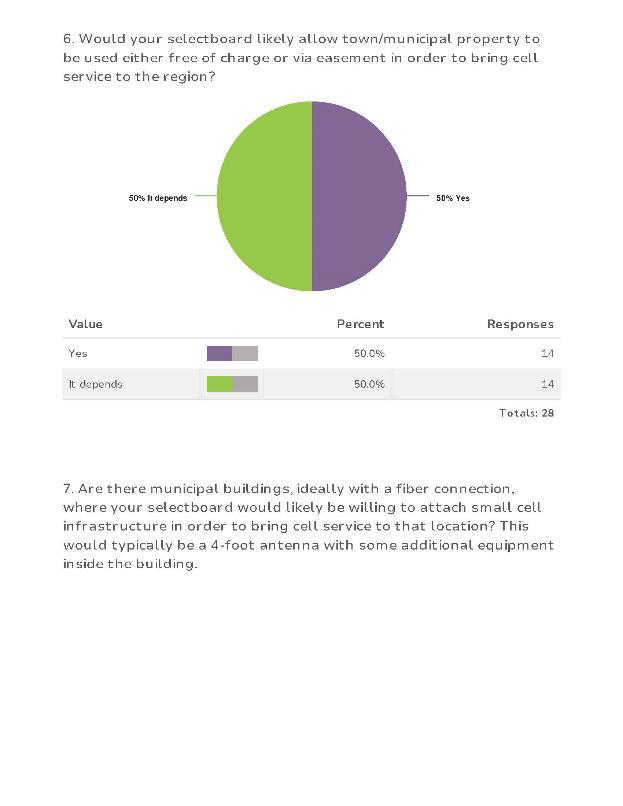 6. Would your selectboard likely allow town/municipal property to
be used either free of charge or via easement in order to bring cell
service to the region?
50% It depends
50% Yes
Value Percent Responses
Yes 50.0% 14
It depends 50.0% 14
Totals: 28
7. Are there municipal buildings, ideally with a fiber connection,
where your selectboard would likely be willing to attach small cell
infrastructure in order to bring cell service to that location? This
would typically be a 4-foot antenna with some additional equipment
inside the building.